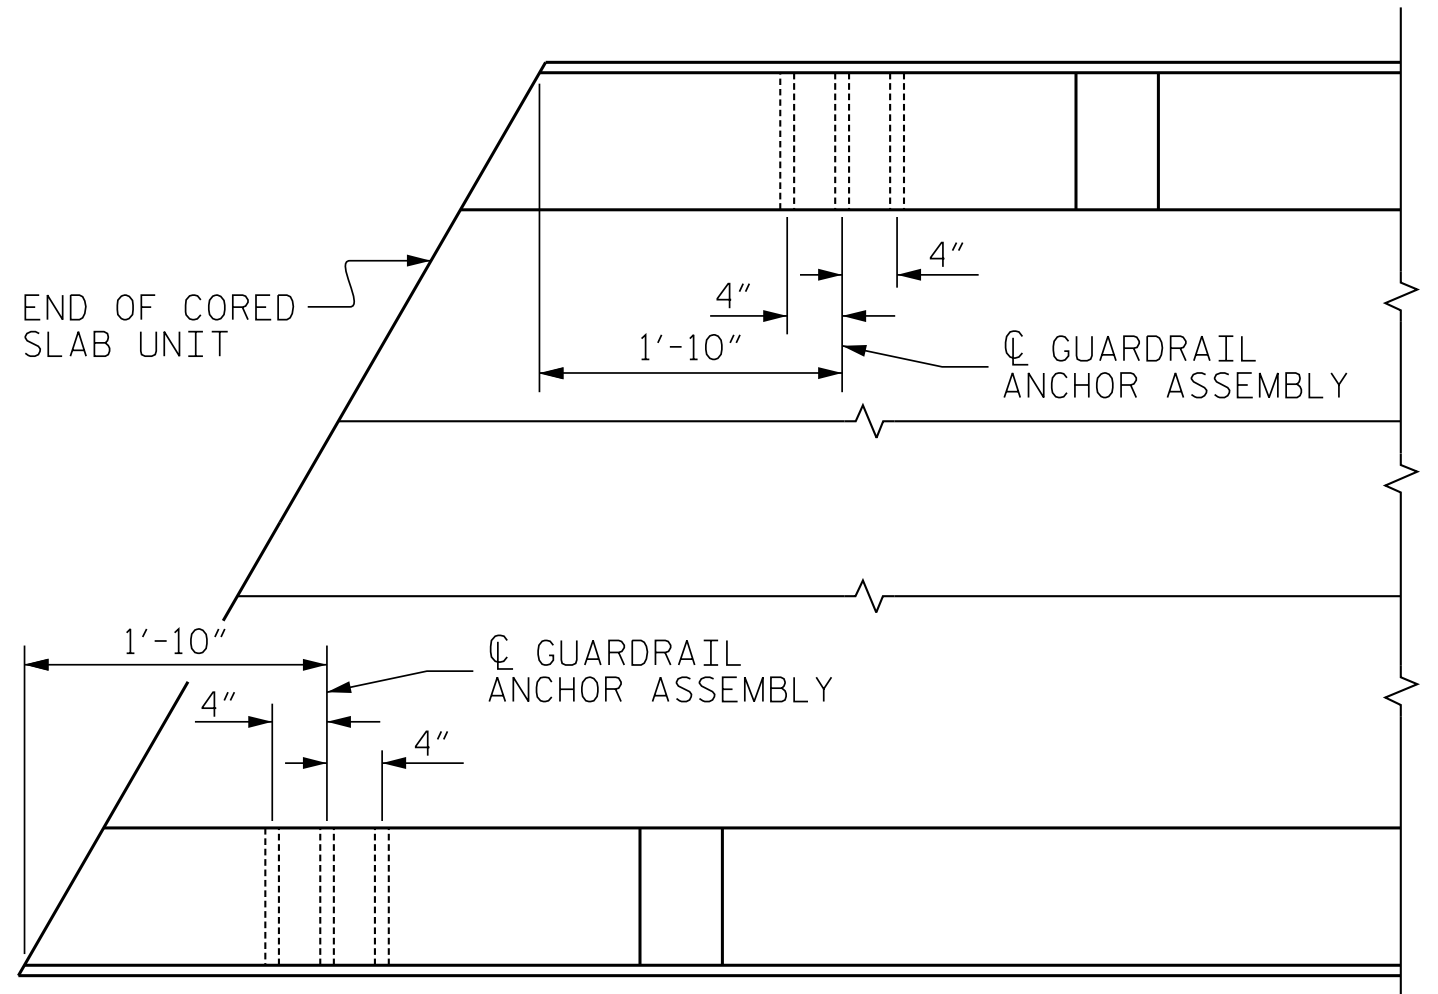 4″
END OF CORED
SLAB UNIT
4″
1′-10″
℄ GUARDRAIL
ANCHOR ASSEMBLY
1′-10″
℄ GUARDRAIL
ANCHOR ASSEMBLY
4″
4″